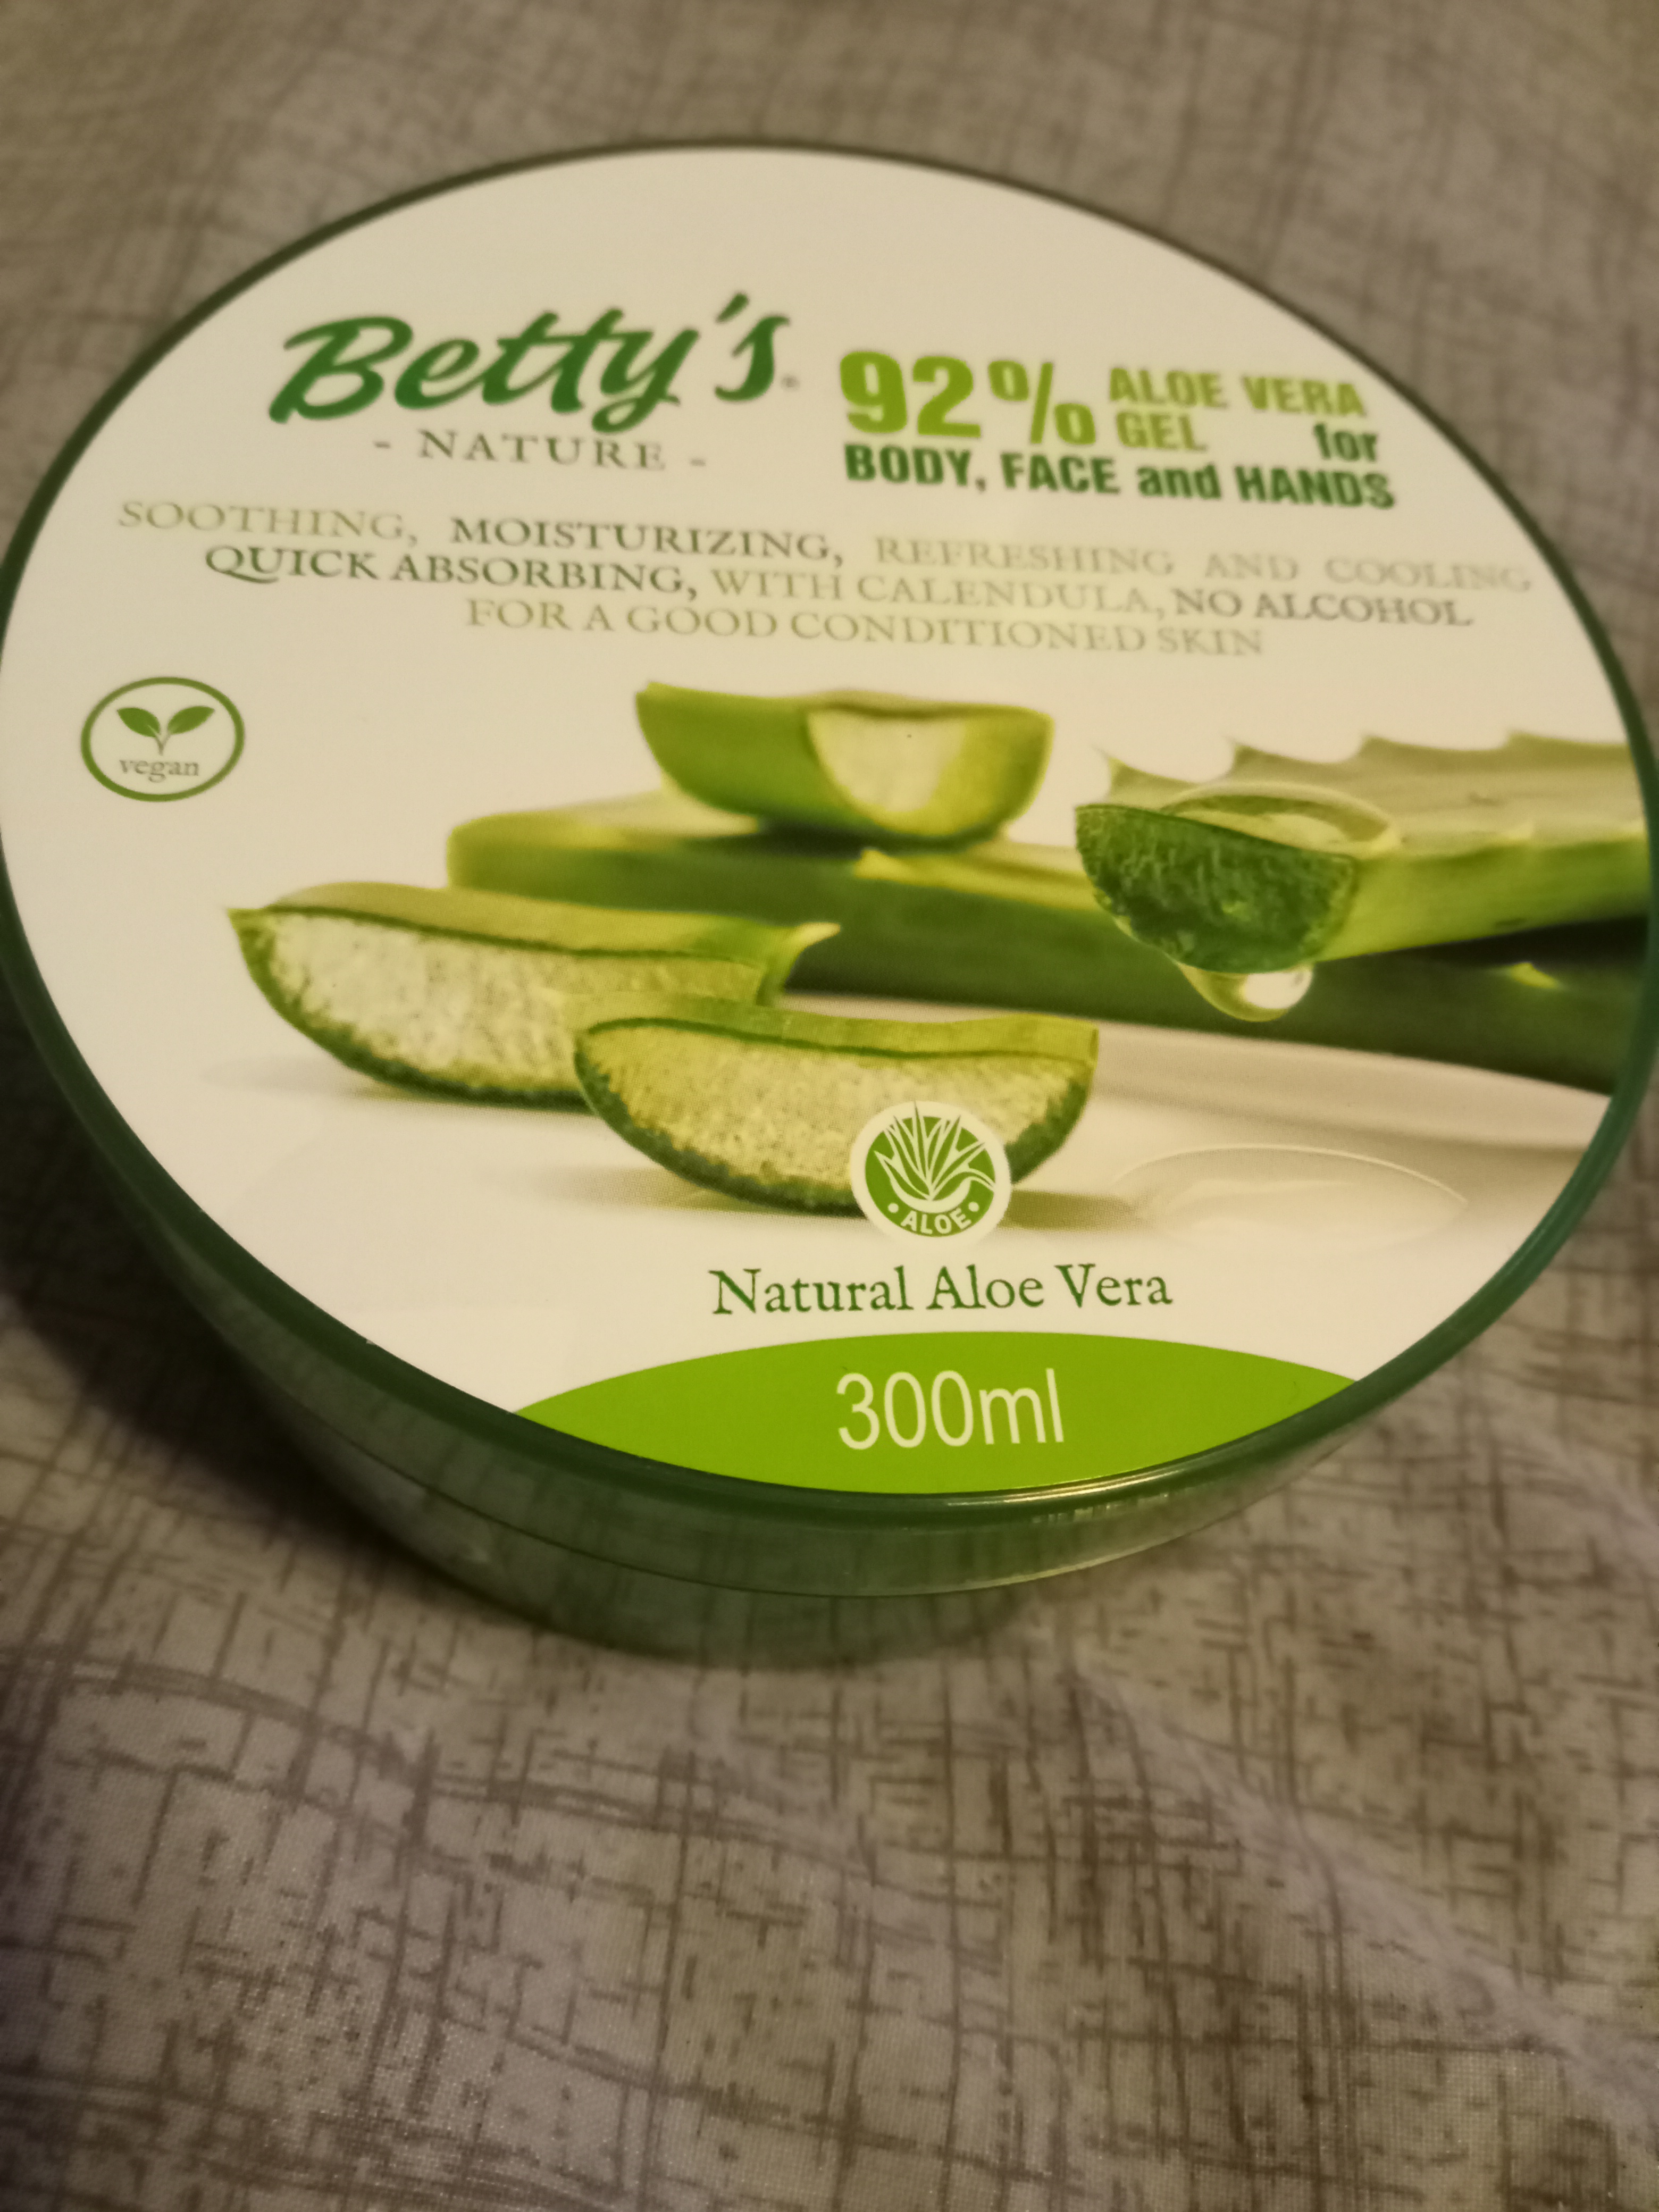 Betty's®
- NATURE -
92% ALOE VERA
GEL for
BODY, FACE and HANDS
SOOTHING, MOISTURIZING, REFRESHING AND COOLING
QUICK ABSORBING, WITH CALENDULA, NO ALCOHOL
FOR A GOOD CONDITIONED SKIN
vegan
• ALOE •
Natural Aloe Vera
300ml